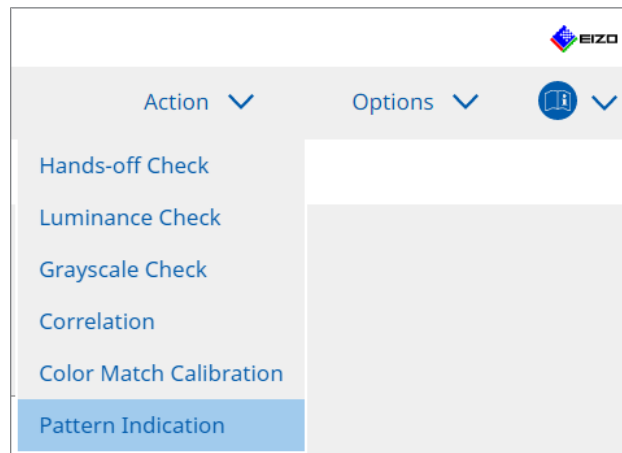 EIZO
Action Options
Hands-off Check
Luminance Check
Grayscale Check
Correlation
Color Match Calibration
Pattern Indication